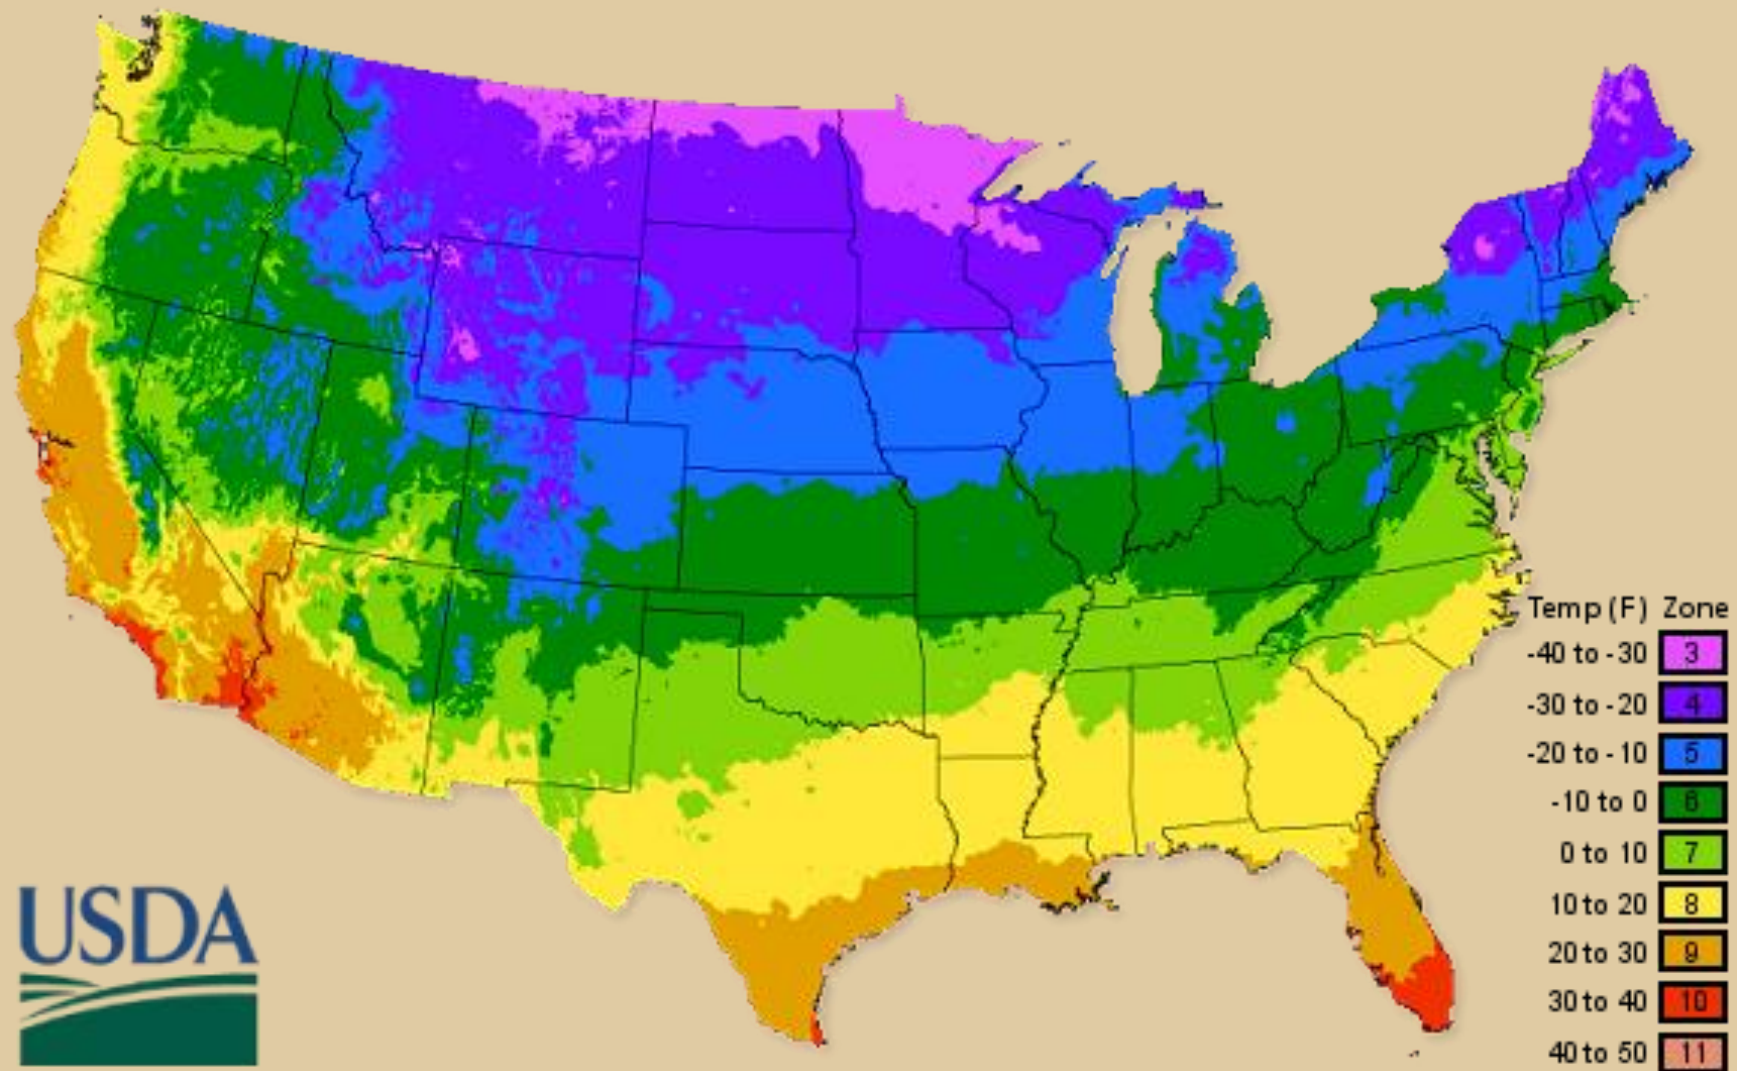 Temp (F) Zone
-40 to -30 3
-30 to -20 4
-20 to -10 5
-10 to 0 6
0 to 10 7
10 to 20 8
20 to 30 9
30 to 40 10
40 to 50 11
USDA